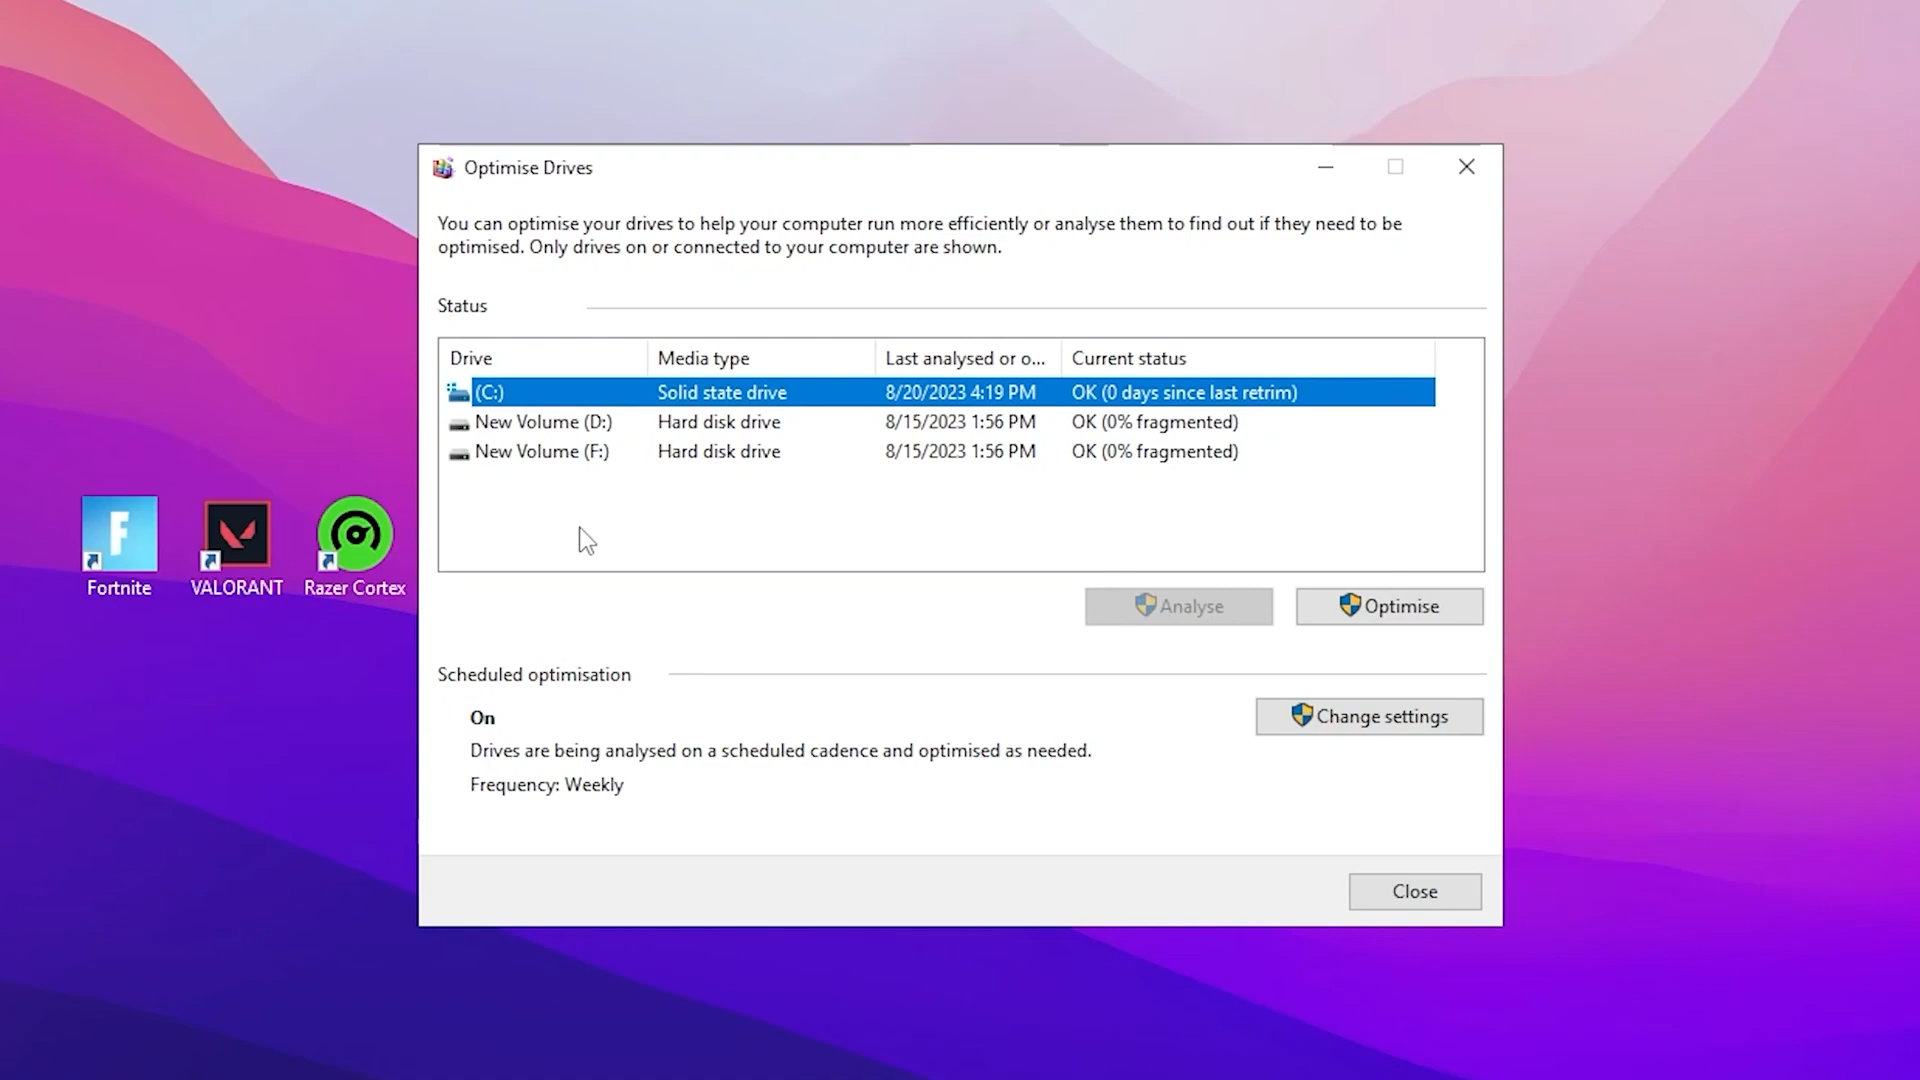 Optimise Drives
You can optimise your drives to help your computer run more efficiently or analyse them to find out if they need to be
optimised. Only drives on or connected to your computer are shown.
Status
Drive Media type Last analysed or o... Current status
(C:) Solid state drive 8/20/2023 4:19 PM OK (0 days since last retrim)
New Volume (D:) Hard disk drive 8/15/2023 1:56 PM OK (0% fragmented)
New Volume (F:) Hard disk drive 8/15/2023 1:56 PM OK (0% fragmented)
F
Fortnite VALORANT Razer Cortex
Analyse Optimise
Scheduled optimisation
On
Change settings
Drives are being analysed on a scheduled cadence and optimised as needed.
Frequency: Weekly
Close